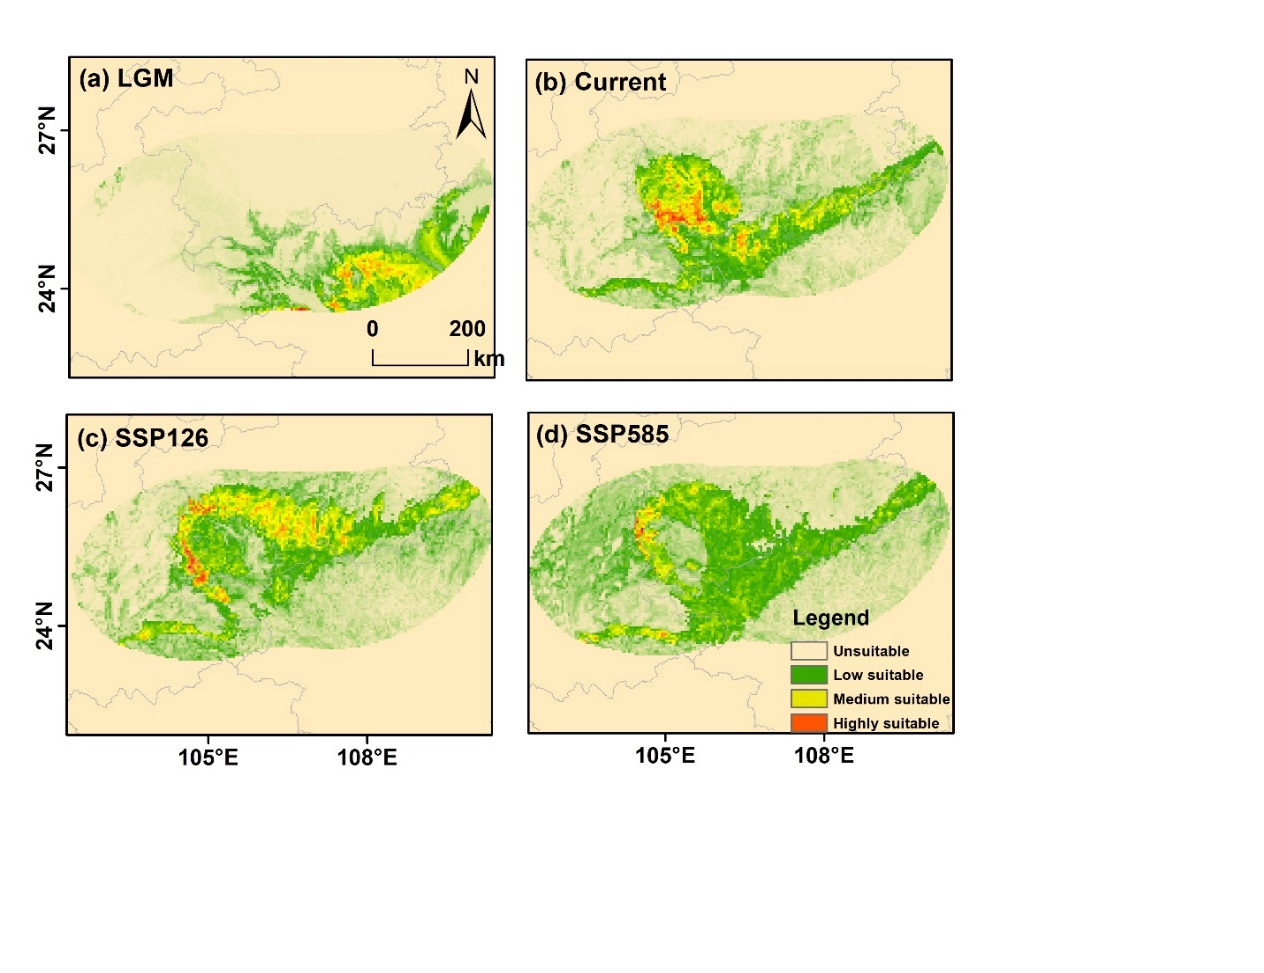 (a) LGM
N
27°N
24°N
0 200
km
(b) Current
(c) SSP126
27°N
24°N
105°E 108°E
(d) SSP585
Legend
Unsuitable
Low suitable
Medium suitable
Highly suitable
105°E 108°E